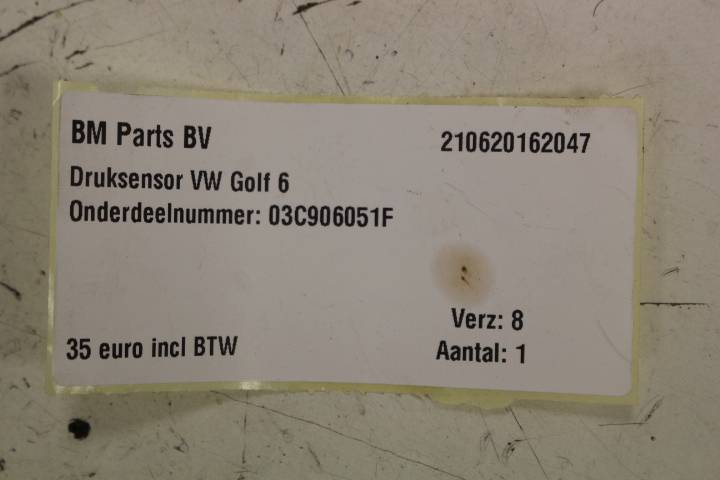 BM Parts BV 210620162047
Druksensor VW Golf 6
Onderdeelnummer: 03C906051F
Verz: 8
35 euro incl BTW Aantal: 1